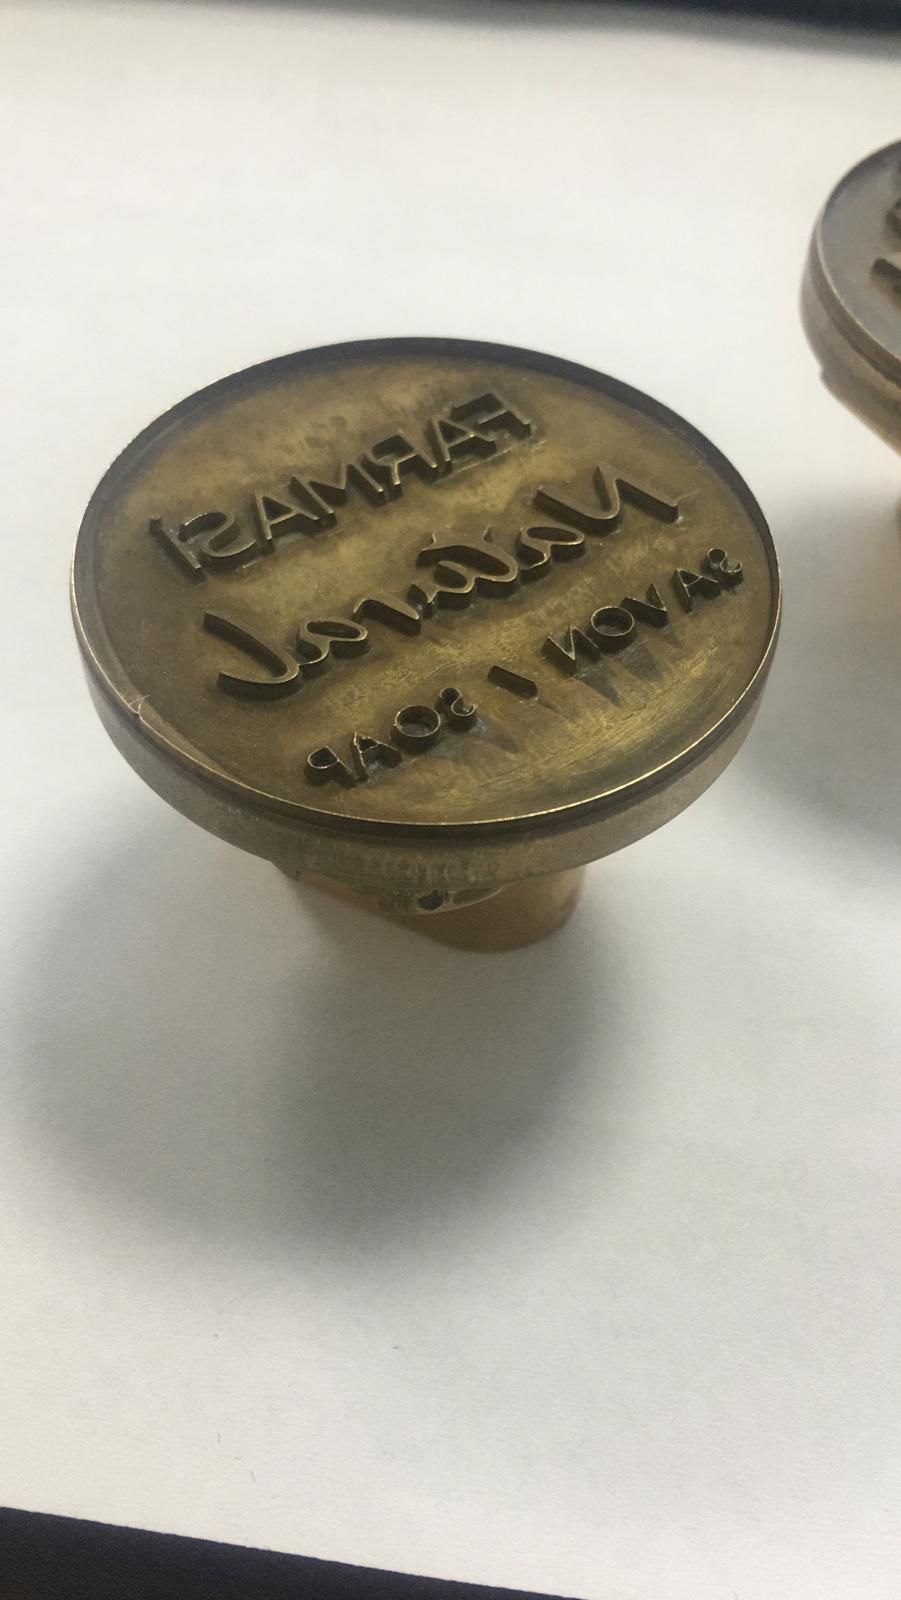 FARMASi
Natural
SAVON / SOAP